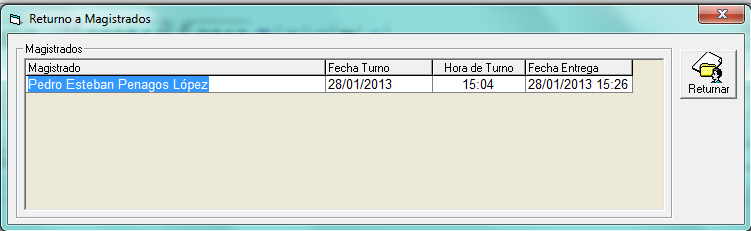 Returno a Magistrados
Magistrados
Magistrado Fecha Turno Hora de Turno Fecha Entrega
Pedro Esteban Penagos López 28/01/2013 15:04 28/01/2013 15:26
Returnar